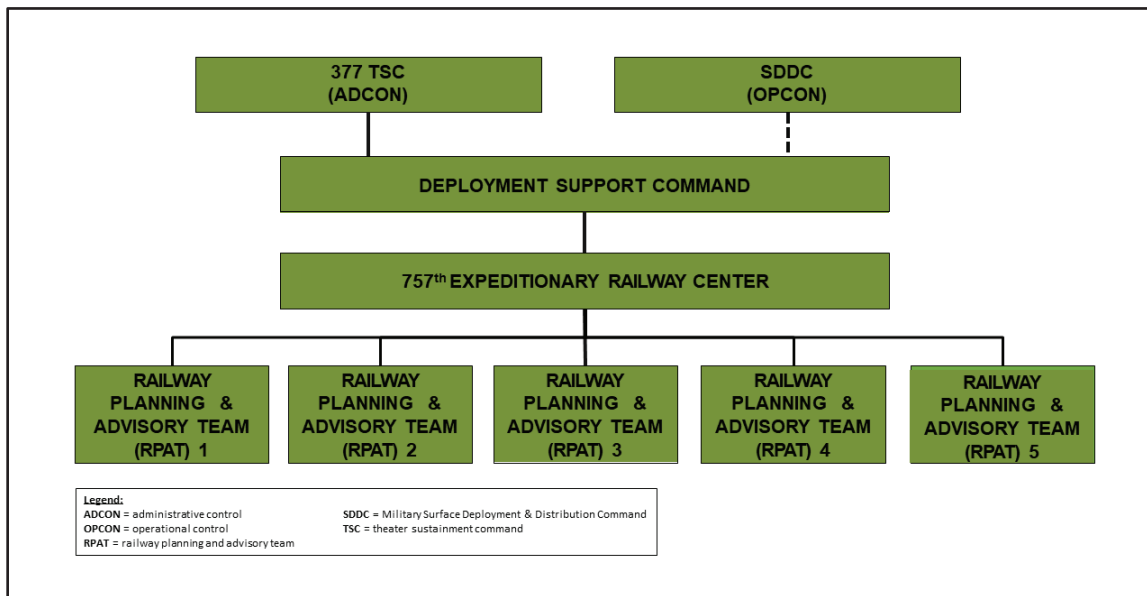 377 TSC
(ADCON)
SDDC
(OPCON)
DEPLOYMENT SUPPORT COMMAND
757th EXPEDITIONARY RAILWAY CENTER
RAILWAY
PLANNING &
ADVISORY TEAM
(RPAT) 1
RAILWAY
PLANNING &
ADVISORY TEAM
(RPAT) 2
RAILWAY
PLANNING &
ADVISORY TEAM
(RPAT) 3
RAILWAY
PLANNING &
ADVISORY TEAM
(RPAT) 4
RAILWAY
PLANNING &
ADVISORY TEAM
(RPAT) 5
Legend:
ADCON = administrative control
OPCON = operational control
RPAT = railway planning and advisory team
SDDC = Military Surface Deployment & Distribution Command
TSC = theater sustainment command